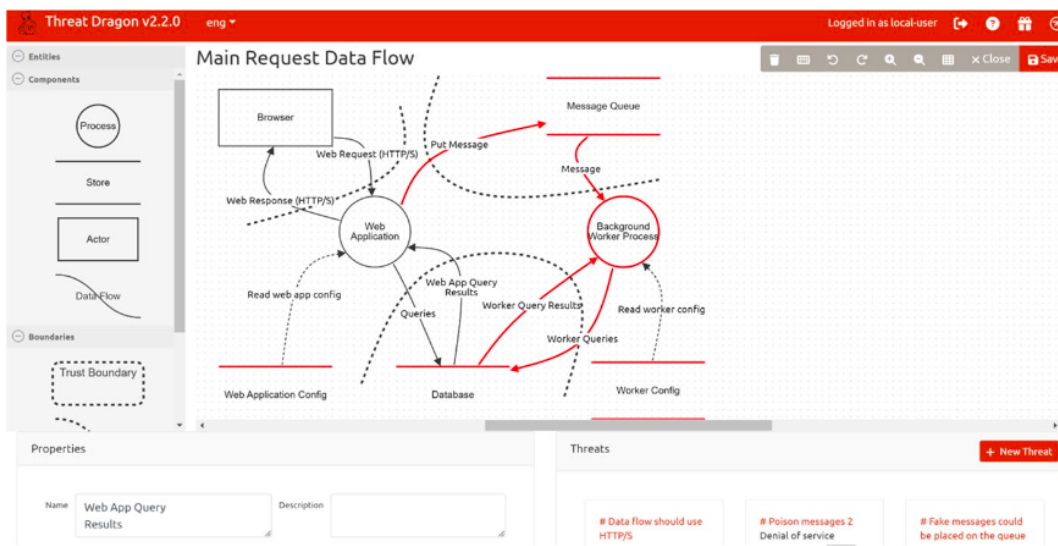 Threat Dragon v2.2.0
eng
Logged in as local-user
Entities
Components
Process
Store
Actor
Data Flow
Boundaries
Trust Boundary
Main Request Data Flow
Close
Sav
Browser
Message Queue
Put Message
Web Request (HTTP/S)
Message
Web Response (HTTP/S)
Web
Application
Background
Worker Process
Web App Query
Results
Read web app config
Queries
Worker Query Results
Read worker config
Worker Queries
Web Application Config
Database
Worker Config
Properties
Name
Web App Query
Results
Description
Threats
+ New Threat
# Data flow should use
HTTP/S
# Poison messages 2
Denial of service
# Fake messages could
be placed on the queue